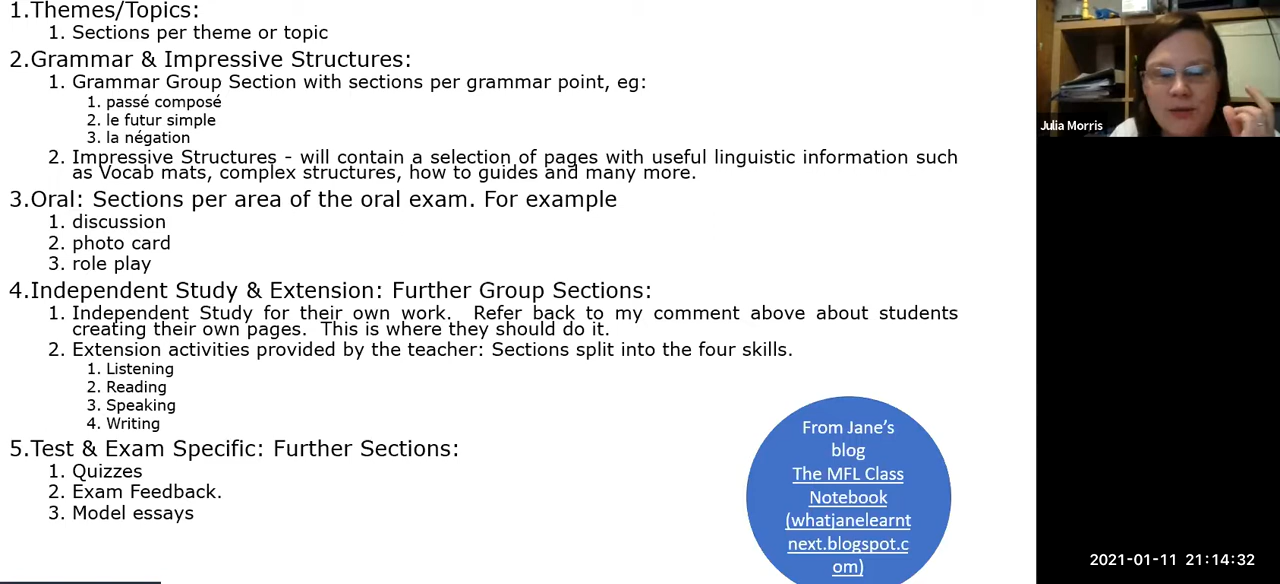 1.Themes/Topics:
1. Sections per theme or topic
2.Grammar & Impressive Structures:
1. Grammar Group Section with sections per grammar point, eg:
1. passé composé
2. le futur simple
3. la négation
2. Impressive Structures - will contain a selection of pages with useful linguistic information such
as Vocab mats, complex structures, how to guides and many more.
3.Oral: Sections per area of the oral exam. For example
1. discussion
2. photo card
3. role play
4.Independent Study & Extension: Further Group Sections:
1. Independent Study for their own work. Refer back to my comment above about students
creating their own pages. This is where they should do it.
2. Extension activities provided by the teacher: Sections split into the four skills.
1. Listening
2. Reading
3. Speaking
4. Writing
5.Test & Exam Specific: Further Sections:
1. Quizzes
2. Exam Feedback.
3. Model essays
From Jane's
blog
The MFL Class
Notebook
(whatjanelearnt
next.blogspot.c
om)
Julia Morris
2021-01-11 21:14:32